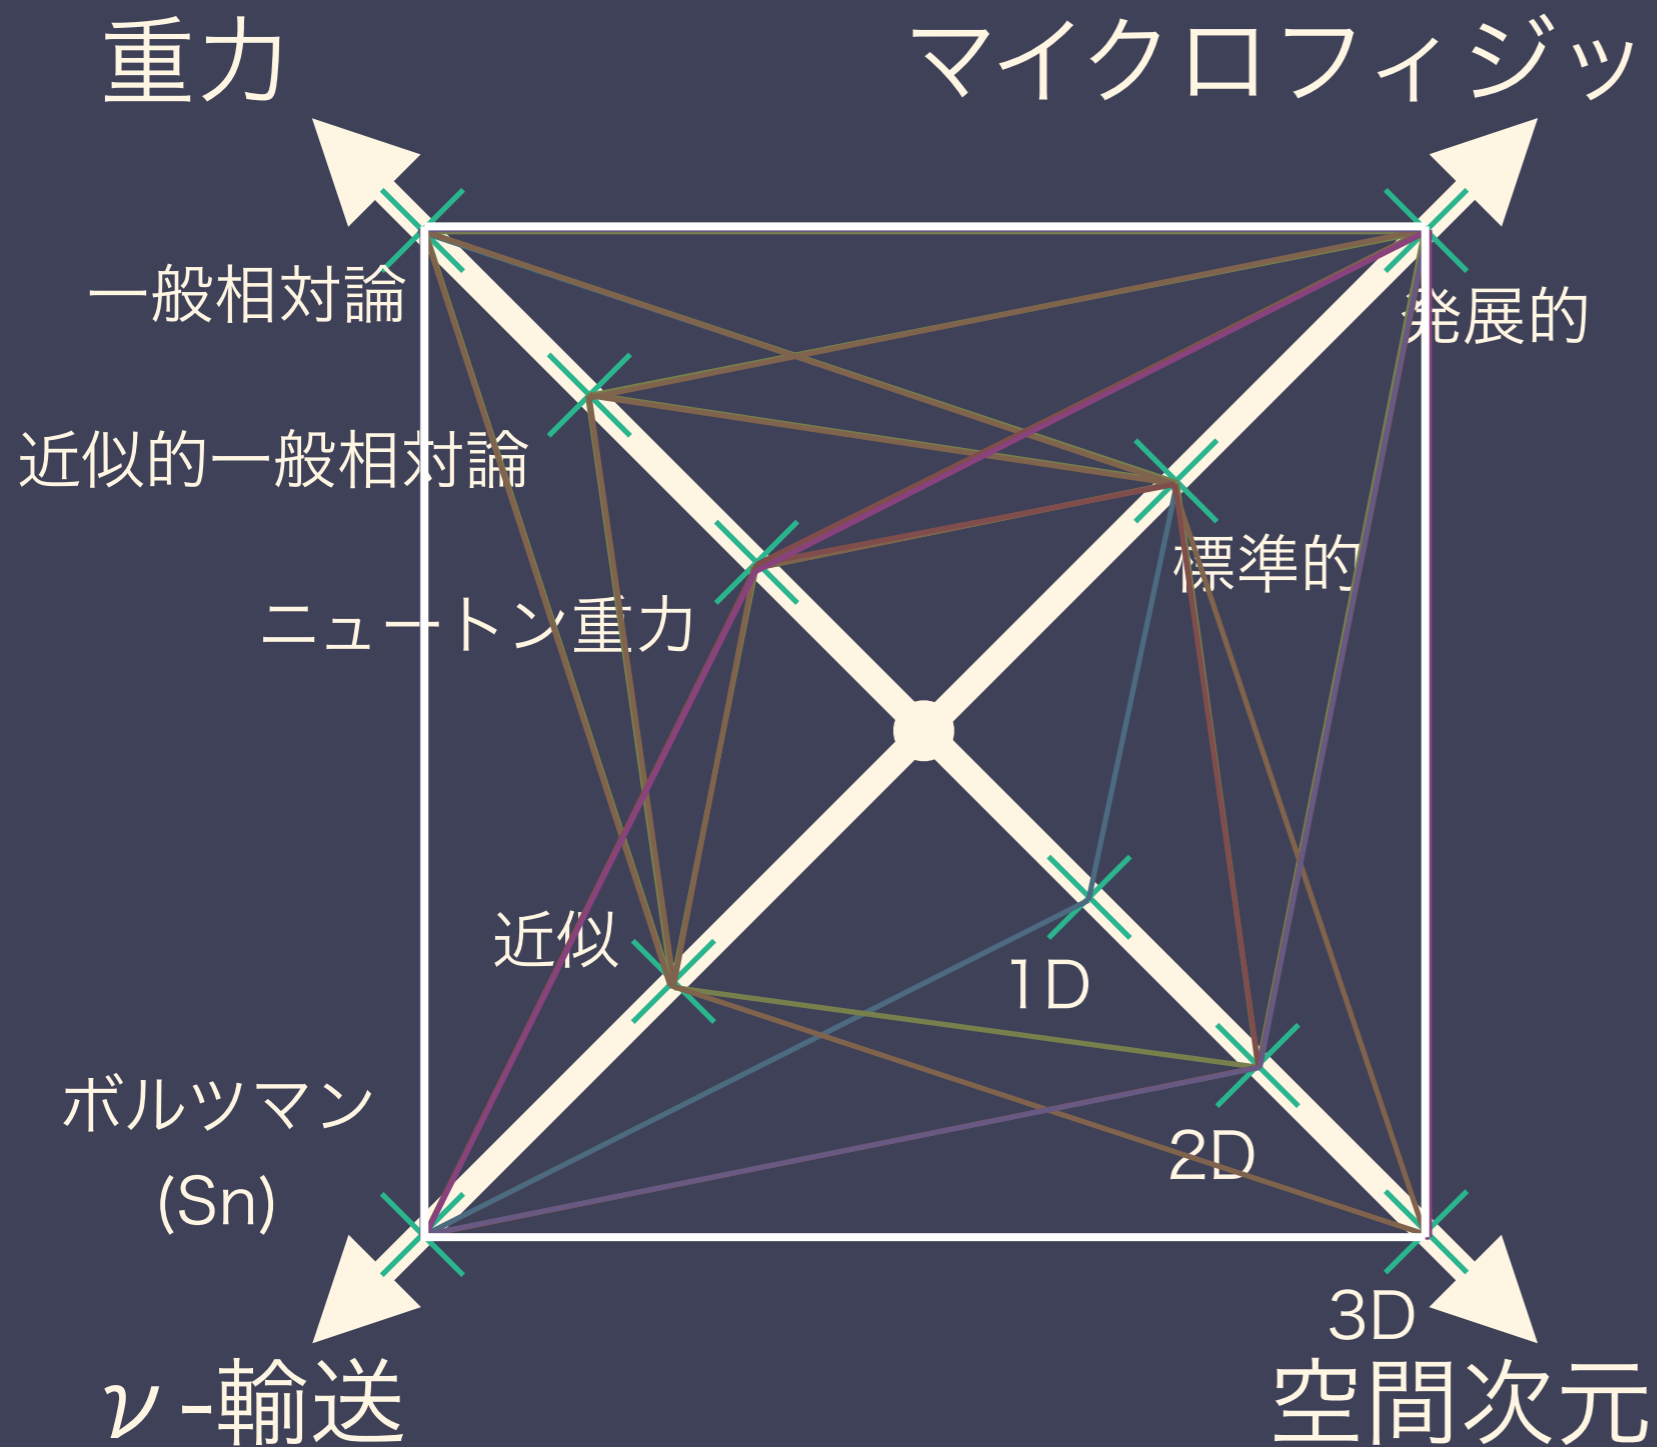 重力
マイクロフィジッ
一般相対論
発展的
近似的一般相対論
標準的
ニュートン重力
近似
1D
ボルツマン
(Sn)
2D
3D
ν-輸送
空間次元